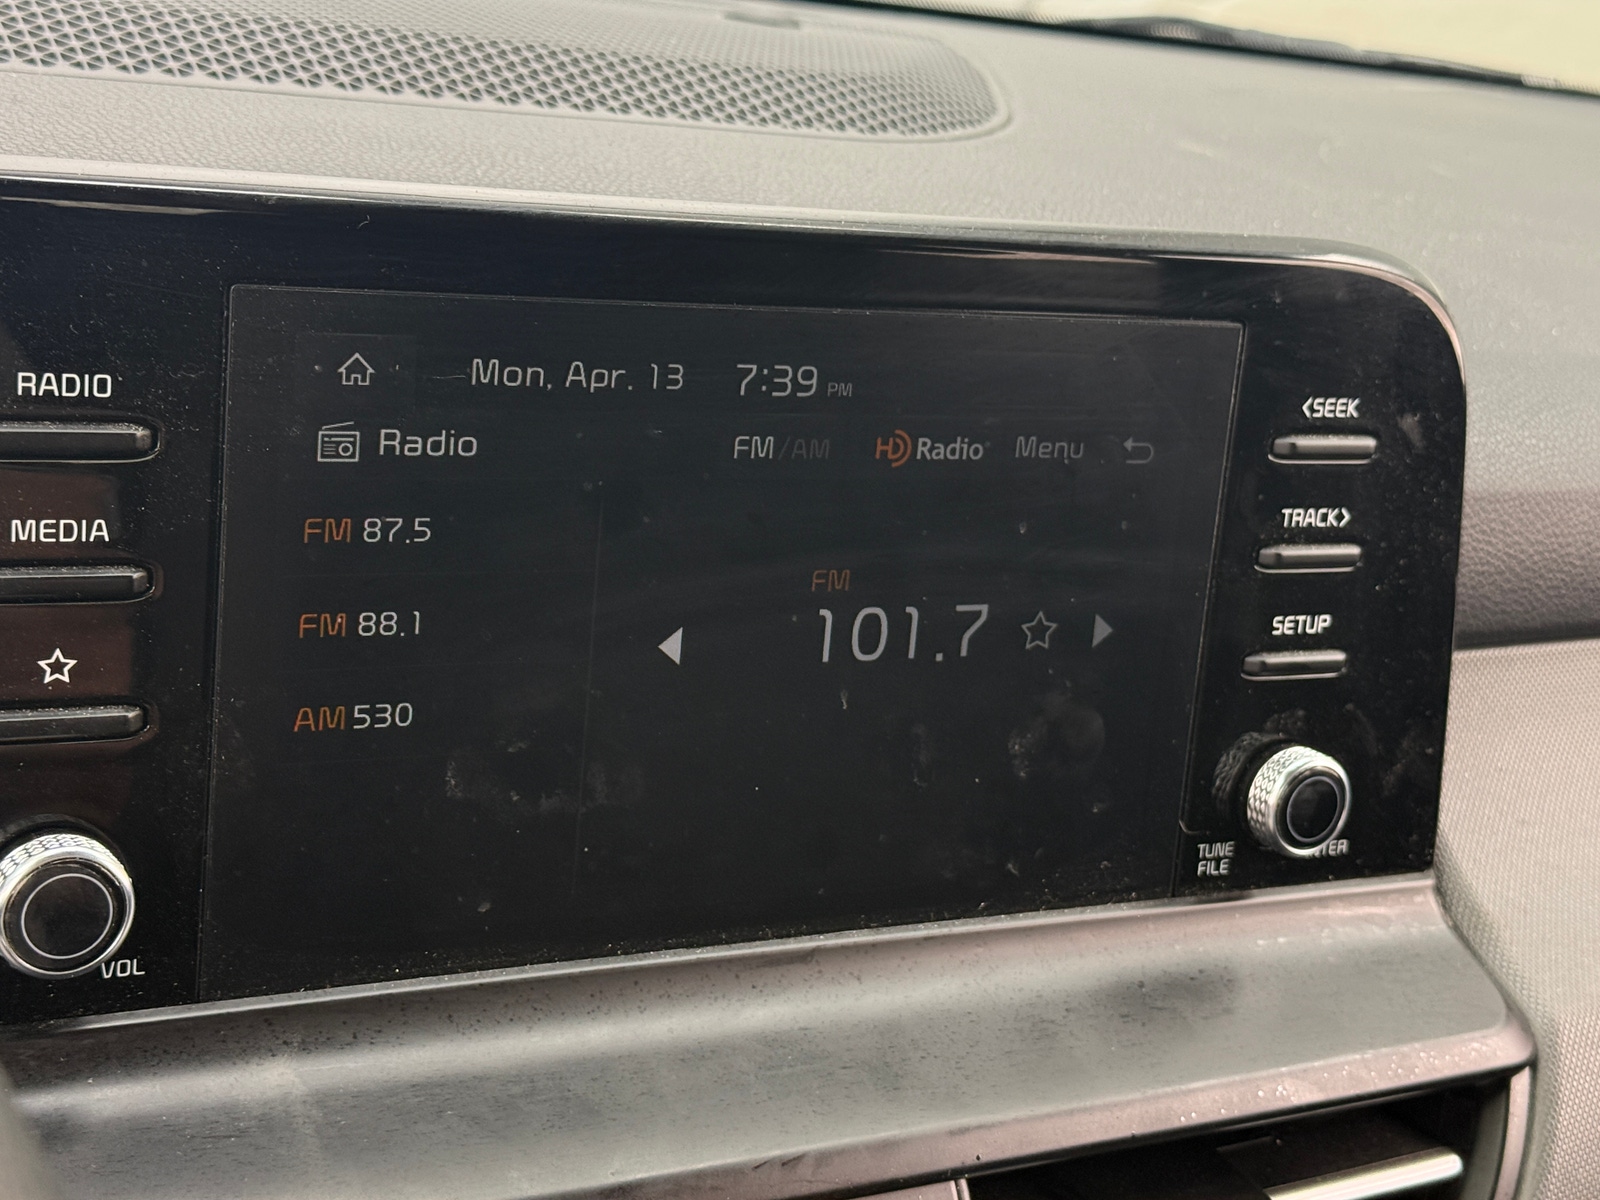 Mon, Apr. 13 7:39 PM
Radio FM/AM HD Radio Menu
FM 87.5
FM 88.1
AM 530
FM
101.7
RADIO
MEDIA
VOL
<SEEK
TRACK>
SETUP
TUNE
FILE